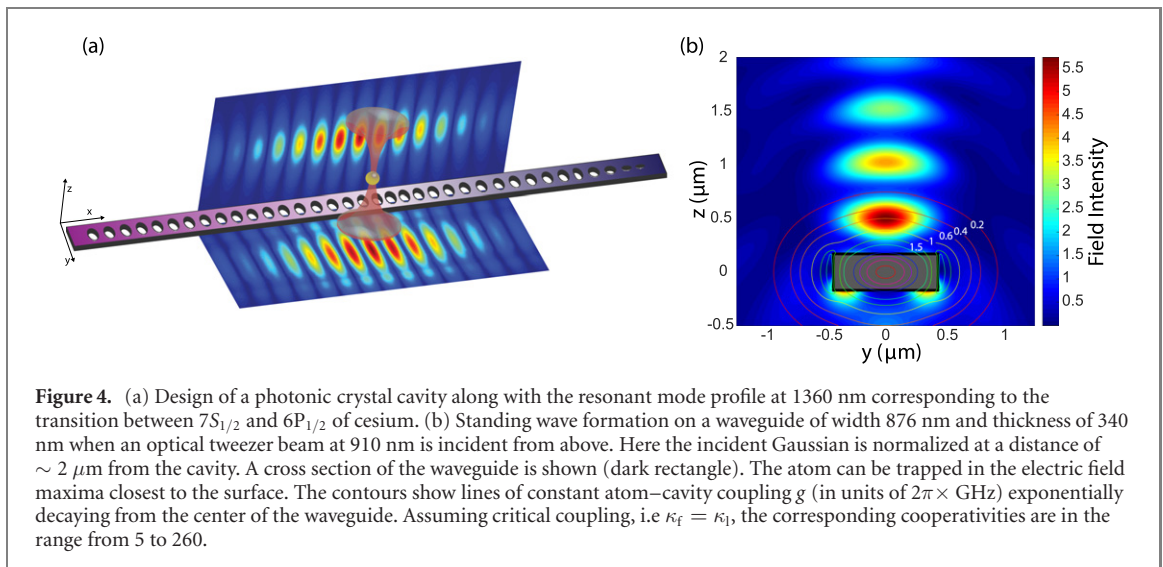 (a)
z
x
y
(b)
2
1.5
1
0.5
0
-0.5
z (μm)
-1
-0.5
0
0.5
1
y (μm)
1.5
1
0.6
0.4
0.2
5.5
5
4.5
4
3.5
3
2.5
2
1.5
1
0.5
Field Intensity
Figure 4. (a) Design of a photonic crystal cavity along with the resonant mode profile at 1360 nm corresponding to the
transition between 7S1/2 and 6P1/2 of cesium. (b) Standing wave formation on a waveguide of width 876 nm and thickness of 340
nm when an optical tweezer beam at 910 nm is incident from above. Here the incident Gaussian is normalized at a distance of
∼ 2 μm from the cavity. A cross section of the waveguide is shown (dark rectangle). The atom can be trapped in the electric field
maxima closest to the surface. The contours show lines of constant atom–cavity coupling g (in units of 2π× GHz) exponentially
decaying from the center of the waveguide. Assuming critical coupling, i.e κf = κl, the corresponding cooperativities are in the
range from 5 to 260.